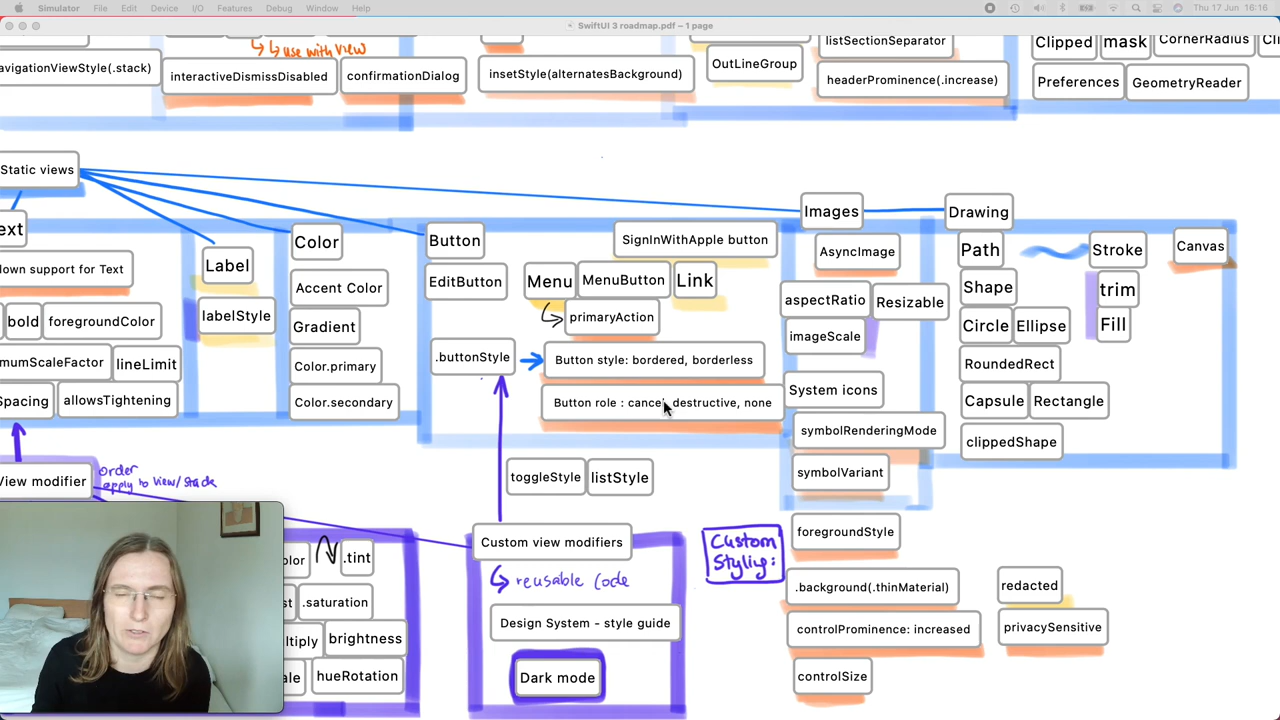 Simulator File Edit Device I/O Features Debug Window Help Thu 17 Jun 16:16
SwiftUI 3 roadmap.pdf – 1 page
use with view
avigationViewStyle(.stack)
interactiveDismissDisabled
confirmationDialog
insetStyle(alternatesBackground)
OutLineGroup
listSectionSeparator
headerProminence(.increase)
Clipped
mask
CornerRadius
Cli
Preferences
GeometryReader
Static views
ext
down support for Text
bold
foregroundColor
mumScaleFactor
lineLimit
Spacing
allowsTightening
Label
labelStyle
Color
Accent Color
Gradient
Color.primary
Color.secondary
Button
SignInWithApple button
EditButton
Menu
MenuButton
Link
primaryAction
.buttonStyle
Button style: bordered, borderless
Button role : cancel, destructive, none
toggleStyle
listStyle
Images
AsyncImage
aspectRatio
Resizable
imageScale
System icons
symbolRenderingMode
symbolVariant
Drawing
Path
Stroke
Canvas
Shape
trim
Circle
Ellipse
Fill
RoundedRect
Capsule
Rectangle
clippedShape
View modifier
order
apply to view/stack
olor
.tint
st
.saturation
ltiply
brightness
ale
hueRotation
Custom view modifiers
reusable code
Design System - style guide
Dark mode
Custom
Styling:
foregroundStyle
.background(.thinMaterial)
redacted
controlProminence: increased
privacySensitive
controlSize